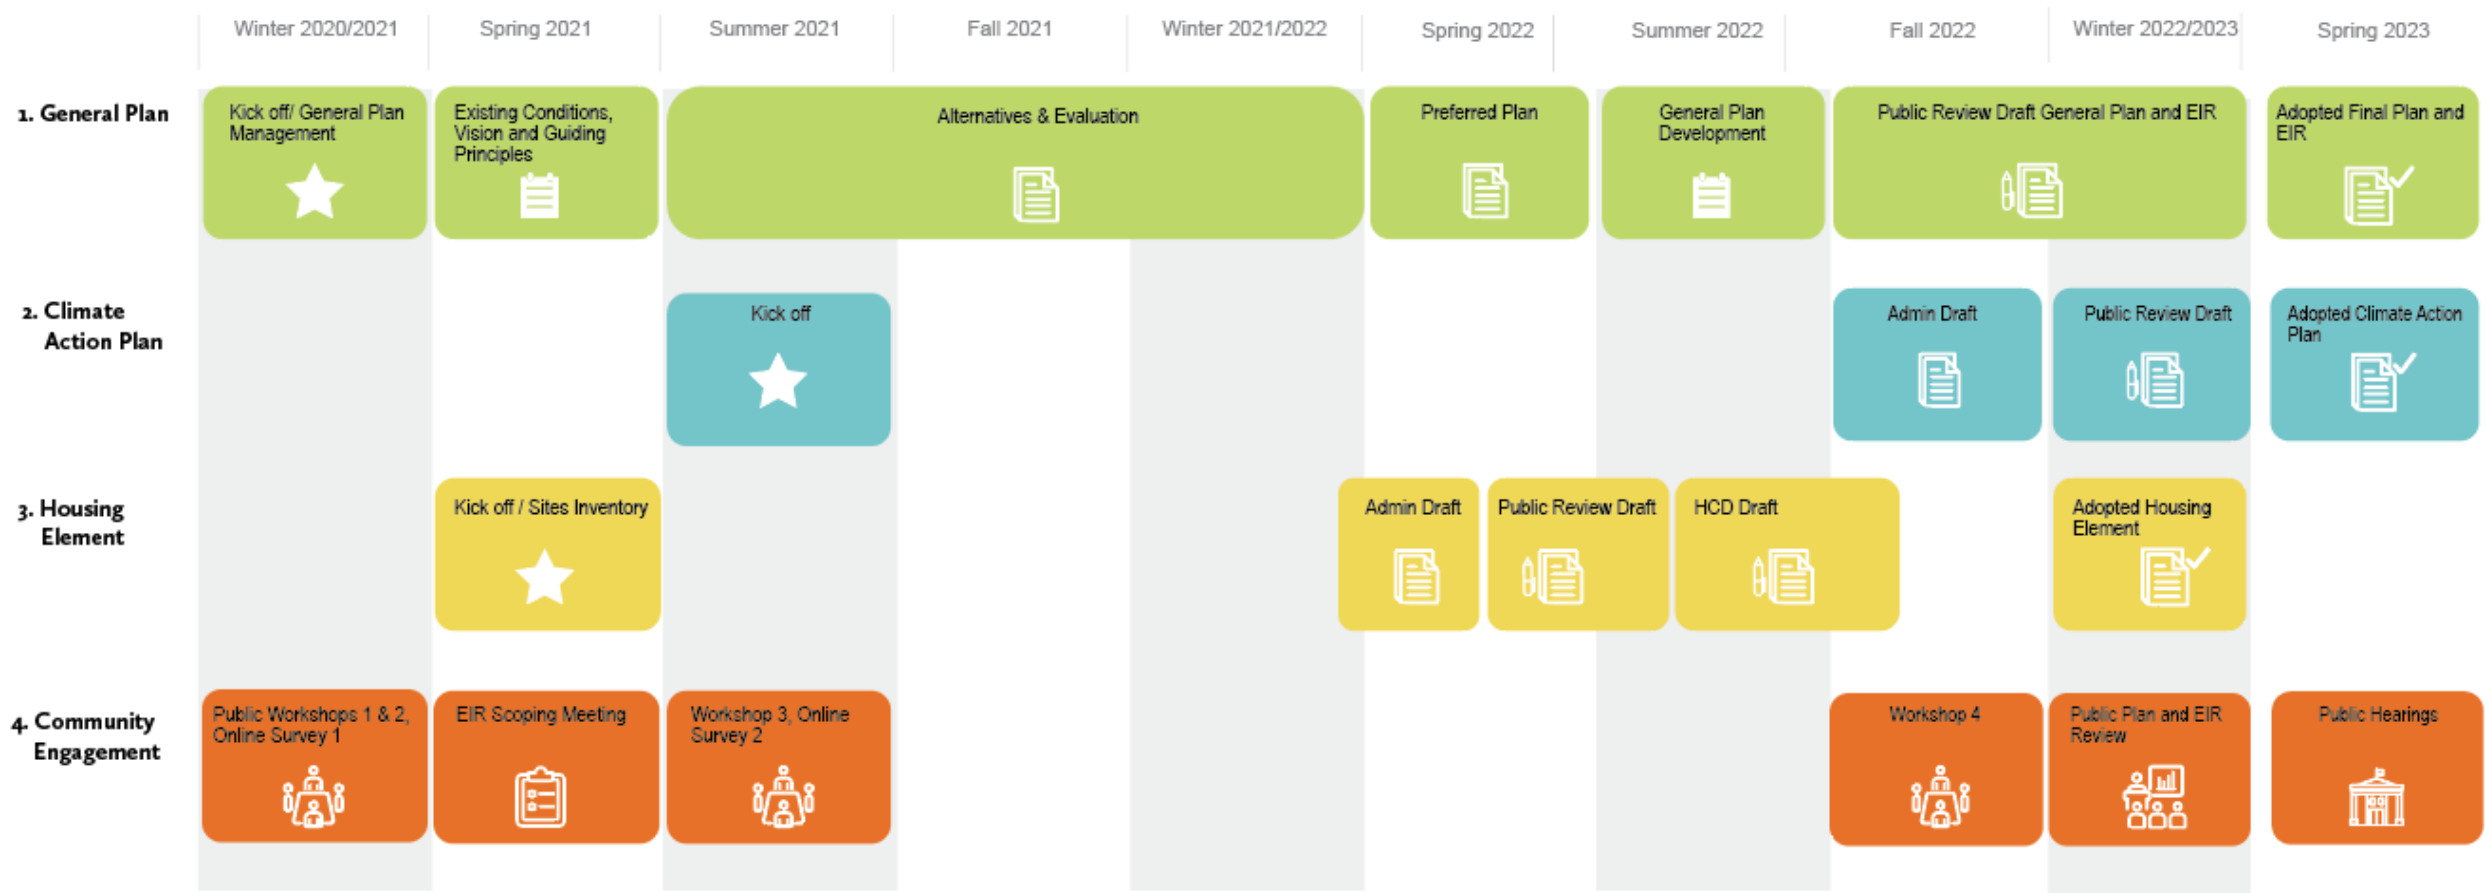 Winter 2020/2021
Spring 2021
Summer 2021
Fall 2021
Winter 2021/2022
Spring 2022
Summer 2022
Fall 2022
Winter 2022/2023
Spring 2023
1. General Plan
Kick off/ General Plan
Management
Existing Conditions,
Vision and Guiding
Principles
Alternatives & Evaluation
Preferred Plan
General Plan
Development
Public Review Draft General Plan and EIR
Adopted Final Plan and
EIR
2. Climate
Action Plan
Kick off
Admin Draft
Public Review Draft
Adopted Climate Action
Plan
3. Housing
Element
Kick off / Sites Inventory
Admin Draft
Public Review Draft
HCD Draft
Adopted Housing
Element
4. Community
Engagement
Public Workshops 1 & 2,
Online Survey 1
EIR Scoping Meeting
Workshop 3, Online
Survey 2
Workshop 4
Public Plan and EIR
Review
Public Hearings